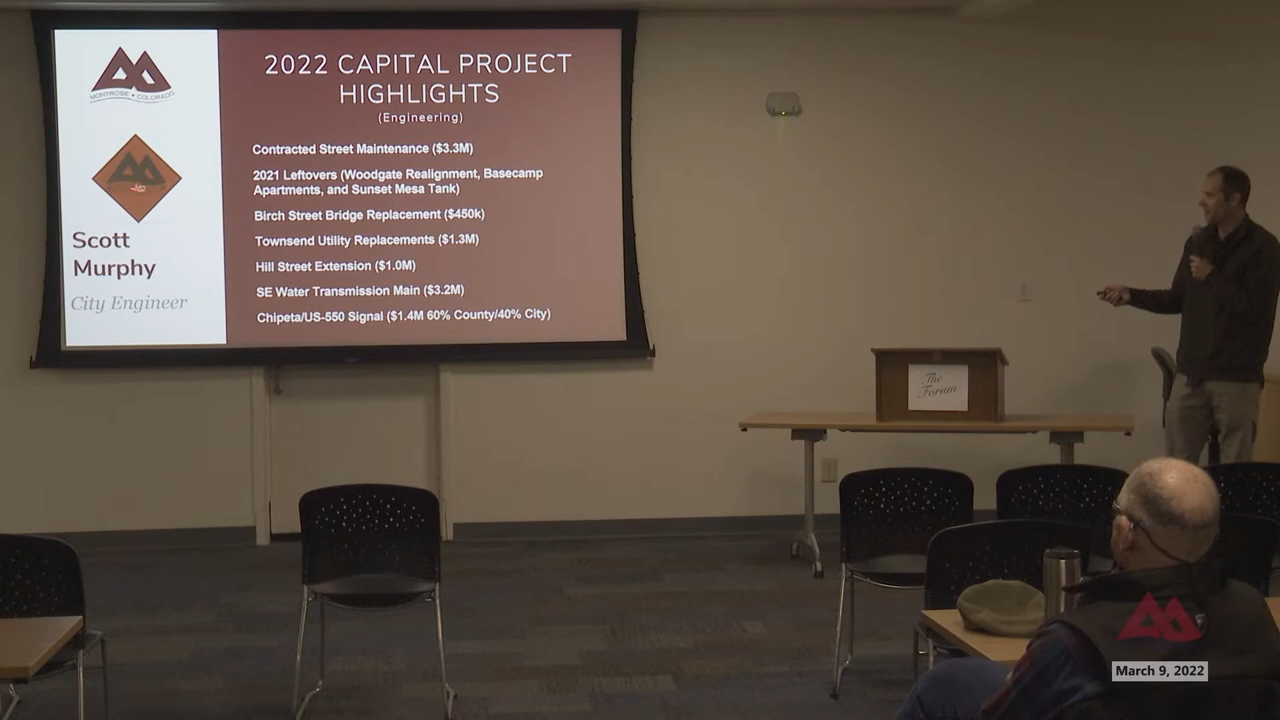 MONTROSE • COLORADO
Scott
Murphy
City Engineer
2022 CAPITAL PROJECT
HIGHLIGHTS
(Engineering)
Contracted Street Maintenance ($3.3M)
2021 Leftovers (Woodgate Realignment, Basecamp
Apartments, and Sunset Mesa Tank)
Birch Street Bridge Replacement ($450k)
Townsend Utility Replacements ($1.3M)
Hill Street Extension ($1.0M)
SE Water Transmission Main ($3.2M)
Chipeta/US-550 Signal ($1.4M 60% County/40% City)
The
Forum
March 9, 2022